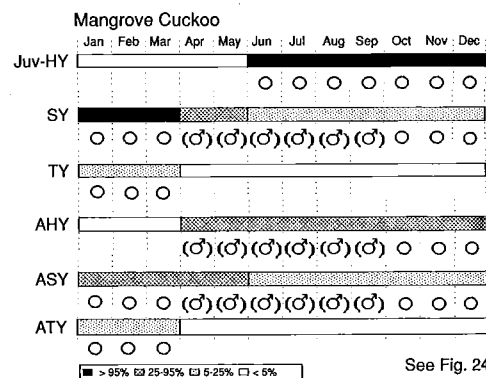 Mangrove Cuckoo
Jan Feb Mar Apr May Jun Jul Aug Sep Oct Nov Dec
Juv-HY
○ ○ ○ ○ ○ ○ ○
SY
○ ○ ○ (♂) (♂) (♂) (♂) (♂) (♂) ○ ○ ○
TY
○ ○ ○
AHY
(♂) (♂) (♂) (♂) (♂) (♂) ○ ○ ○
ASY
○ ○ ○ (♂) (♂) (♂) (♂) (♂) (♂) ○ ○ ○
ATY
○ ○ ○
> 95% 25-95% 5-25% < 5%
See Fig. 24